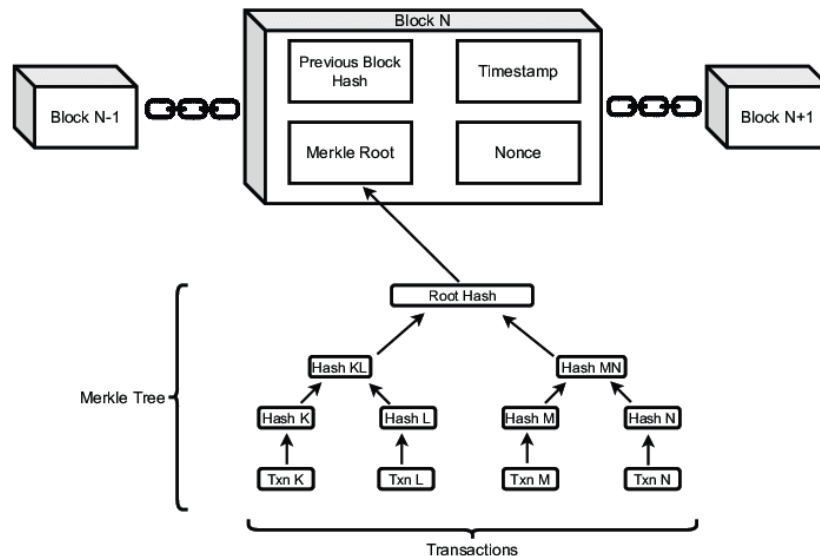 Block N
Previous Block
Hash
Timestamp
Block N-1
Block N+1
Merkle Root
Nonce
Root Hash
Hash KL
Hash MN
Merkle Tree
Hash K
Hash L
Hash M
Hash N
Txn K
Txn L
Txn M
Txn N
Transactions